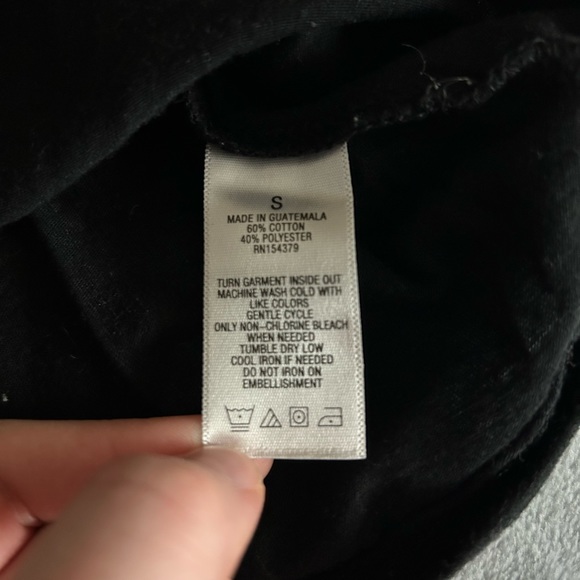 S
MADE IN GUATEMALA
60% COTTON
40% POLYESTER
RN154379
TURN GARMENT INSIDE OUT
MACHINE WASH COLD WITH
LIKE COLORS
GENTLE CYCLE
ONLY NON-CHLORINE BLEACH
WHEN NEEDED
TUMBLE DRY LOW
COOL IRON IF NEEDED
DO NOT IRON ON
EMBELLISHMENT